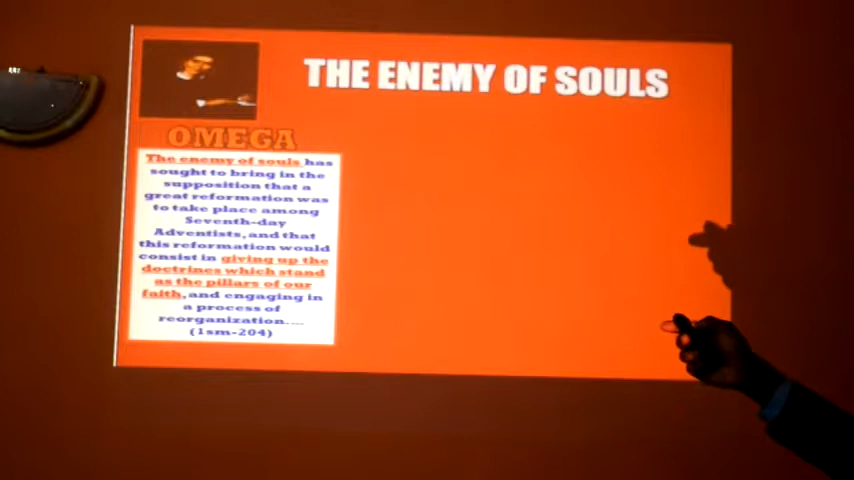 THE ENEMY OF SOULS
OMEGA
The enemy of souls has
sought to bring in the
supposition that a
great reformation was
to take place among
Seventh-day
Adventists, and that
this reformation would
consist in giving up the
doctrines which stand
as the pillars of our
faith, and engaging in
a process of
reorganization....
(1sm-204)